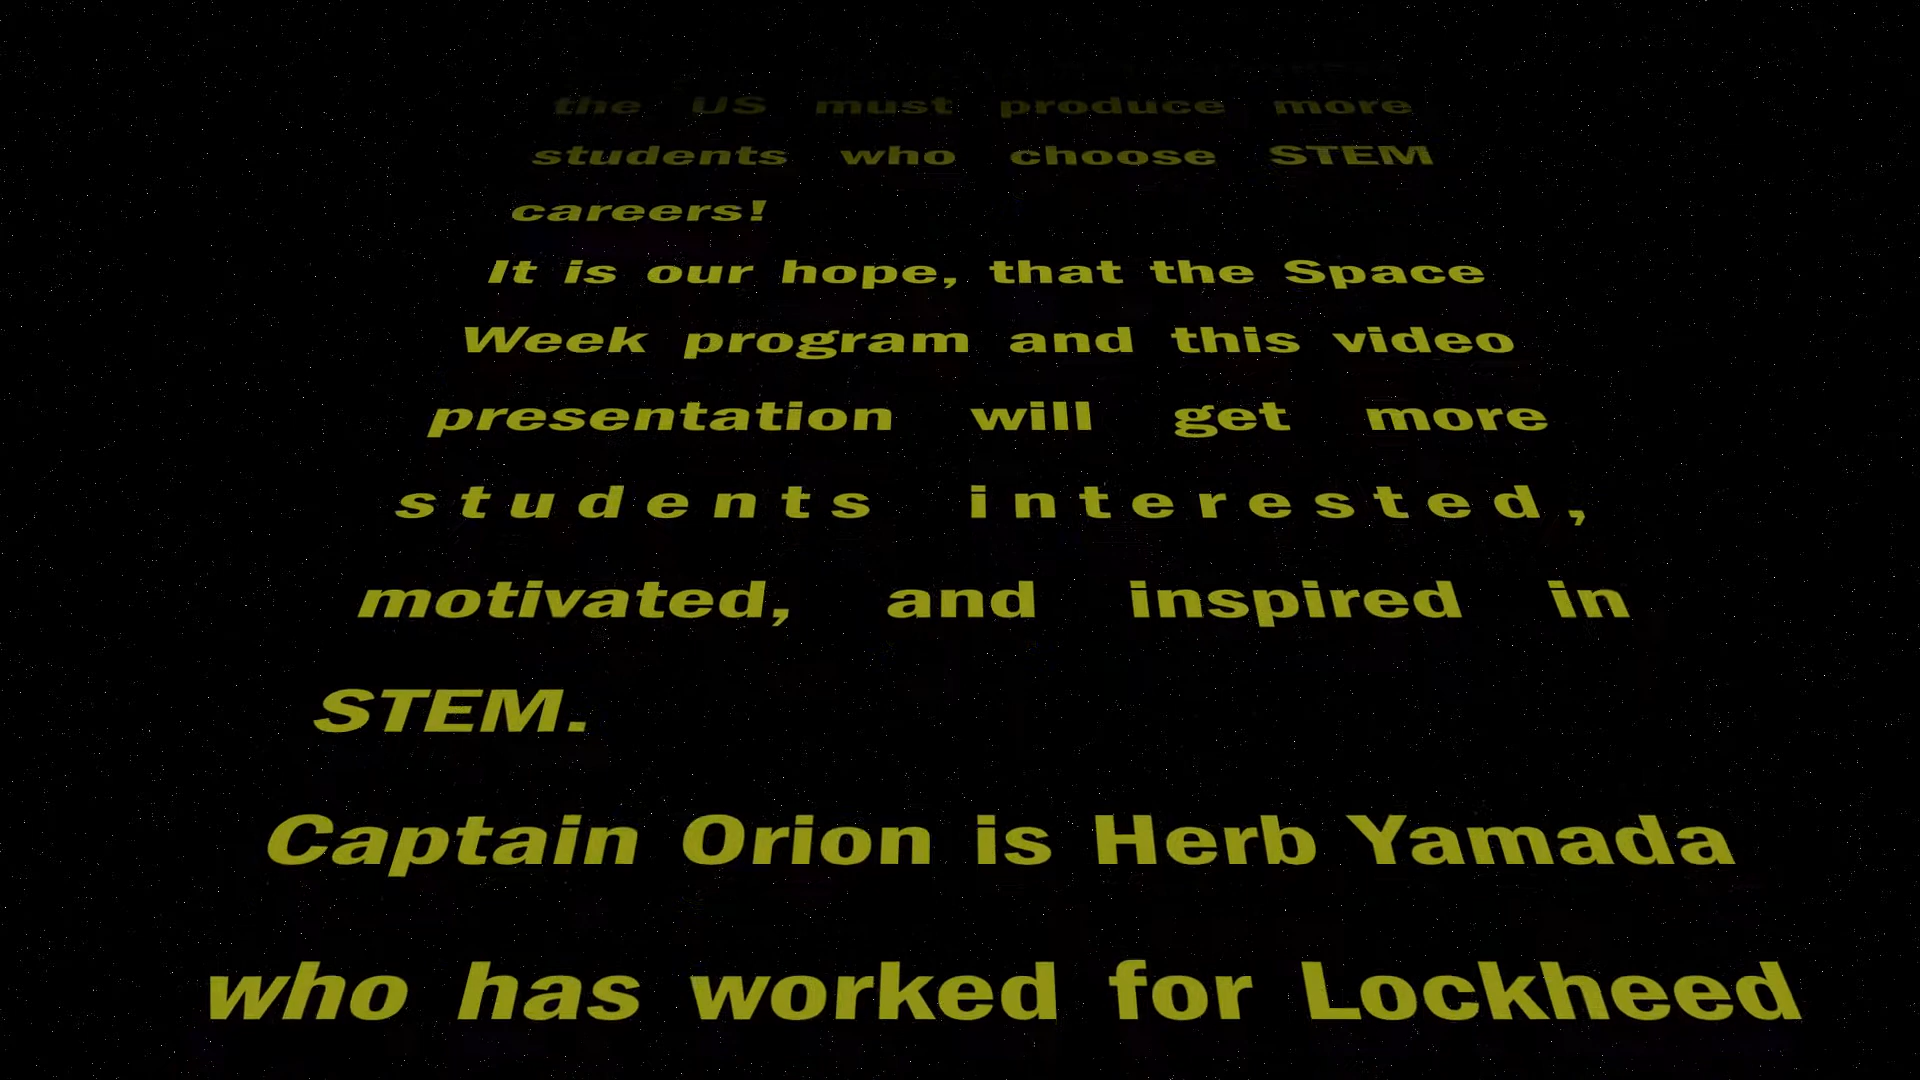 the US must produce more
students who choose STEM
careers!
It is our hope, that the Space
Week program and this video
presentation will get more
students interested,
motivated, and inspired in
STEM.
Captain Orion is Herb Yamada
who has worked for Lockheed